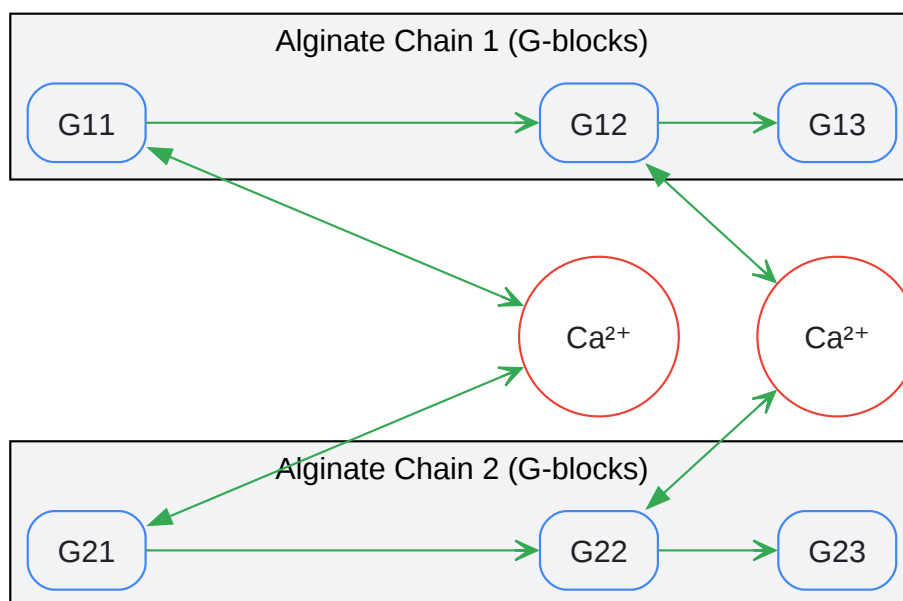 Alginate Chain 1 (G-blocks)
G11 G12 G13
Ca²⁺ Ca²⁺
Alginate Chain 2 (G-blocks)
G21 G22 G23